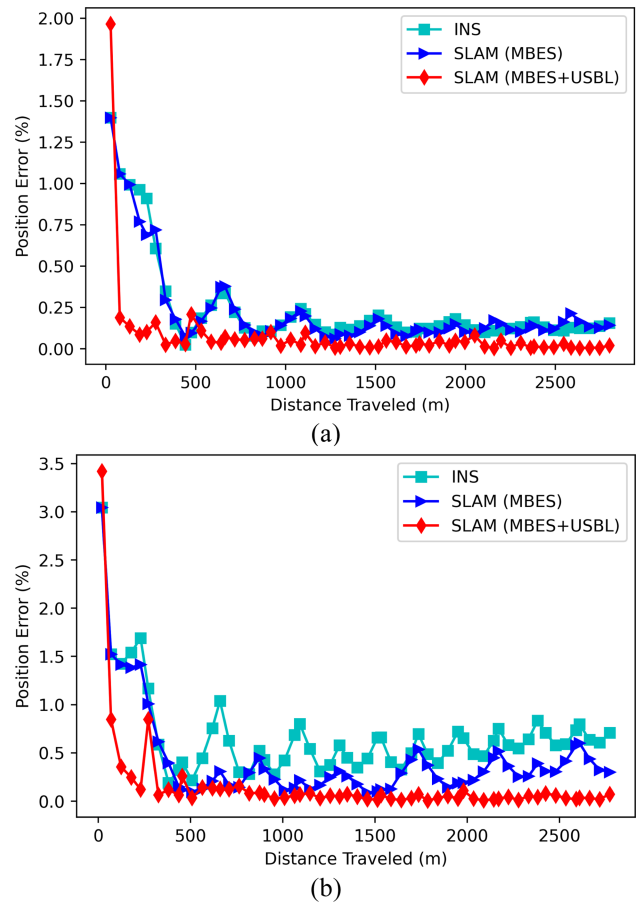 2.00
1.75
1.50
1.25
1.00
0.75
0.50
0.25
0.00
Position Error (%)
INS
SLAM (MBES)
SLAM (MBES+USBL)
0 500 1000 1500 2000 2500
Distance Traveled (m)
(a)
3.5
3.0
2.5
2.0
1.5
1.0
0.5
0.0
Position Error (%)
INS
SLAM (MBES)
SLAM (MBES+USBL)
0 500 1000 1500 2000 2500
Distance Traveled (m)
(b)